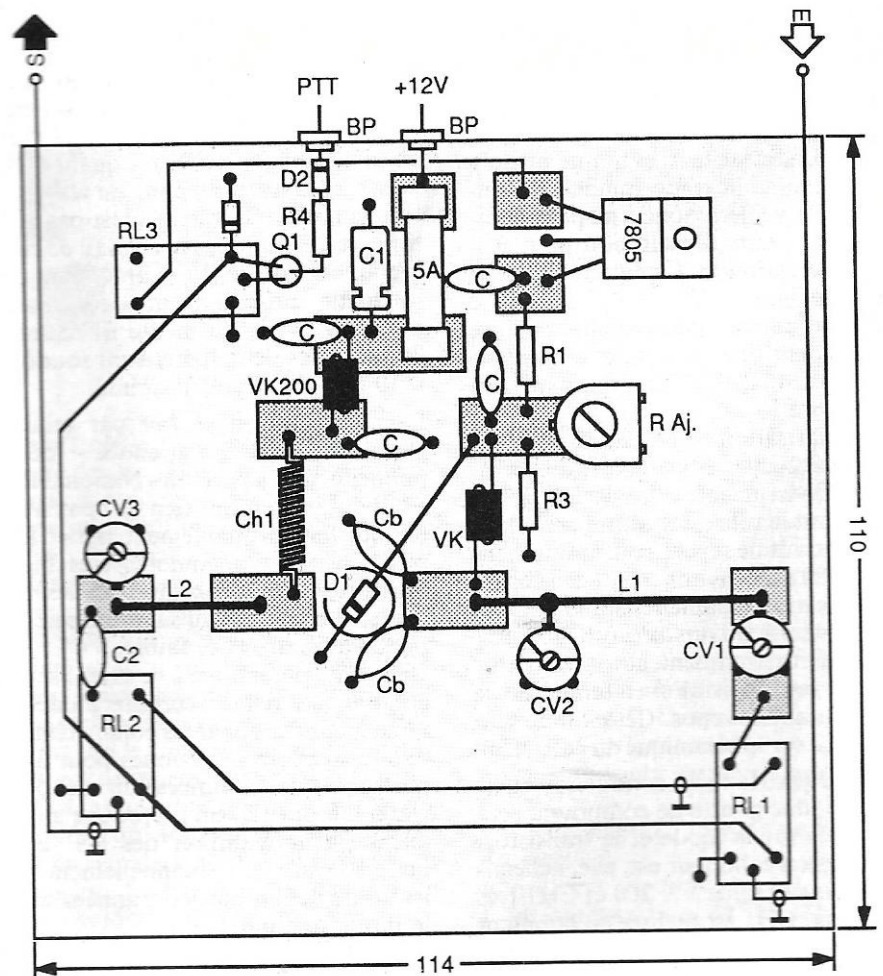 S
E
PTT
+12V
BP
BP
D2
R4
Q1
RL3
C1
5A
7805
C
C
C
C
R1
VK200
R Aj.
R3
Ch1
VK
CV3
Cb
D1
L2
L1
CV1
C2
Cb
CV2
RL2
RL1
110
114